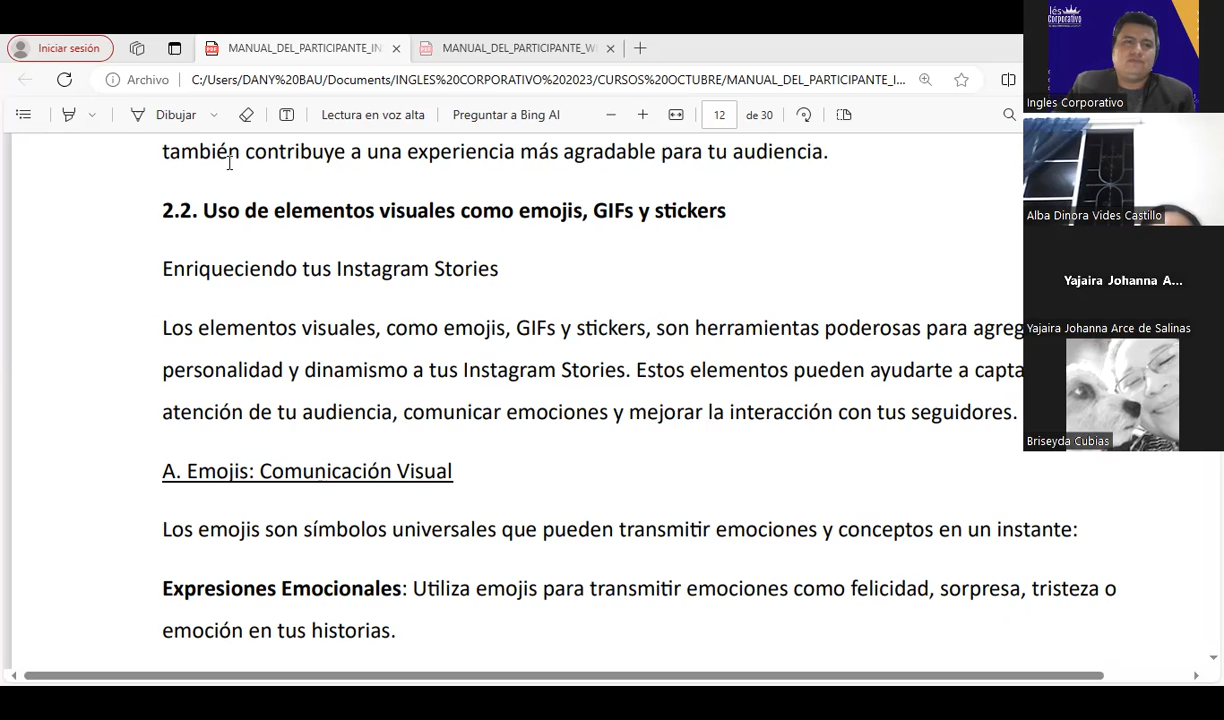 Iniciar sesión
MANUAL_DEL_PARTICIPANTE_IN
MANUAL_DEL_PARTICIPANTE_W
Archivo
C:/Users/DANY%20BAU/Documents/INGLES%20CORPORATIVO%202023/CURSOS%20OCTUBRE/MANUAL_DEL_PARTICIPANTE_I...
Dibujar
Lectura en voz alta
Preguntar a Bing AI
12 de 30
también contribuye a una experiencia más agradable para tu audiencia.
2.2. Uso de elementos visuales como emojis, GIFs y stickers
Enriqueciendo tus Instagram Stories
Los elementos visuales, como emojis, GIFs y stickers, son herramientas poderosas para agreg
personalidad y dinamismo a tus Instagram Stories. Estos elementos pueden ayudarte a capta
atención de tu audiencia, comunicar emociones y mejorar la interacción con tus seguidores.
A. Emojis: Comunicación Visual
Los emojis son símbolos universales que pueden transmitir emociones y conceptos en un instante:
Expresiones Emocionales: Utiliza emojis para transmitir emociones como felicidad, sorpresa, tristeza o
emoción en tus historias.
lés
Corporativo
Ingles Corporativo
Alba Dinora Vides Castillo
Yajaira Johanna A...
Yajaira Johanna Arce de Salinas
Briseyda Cubias